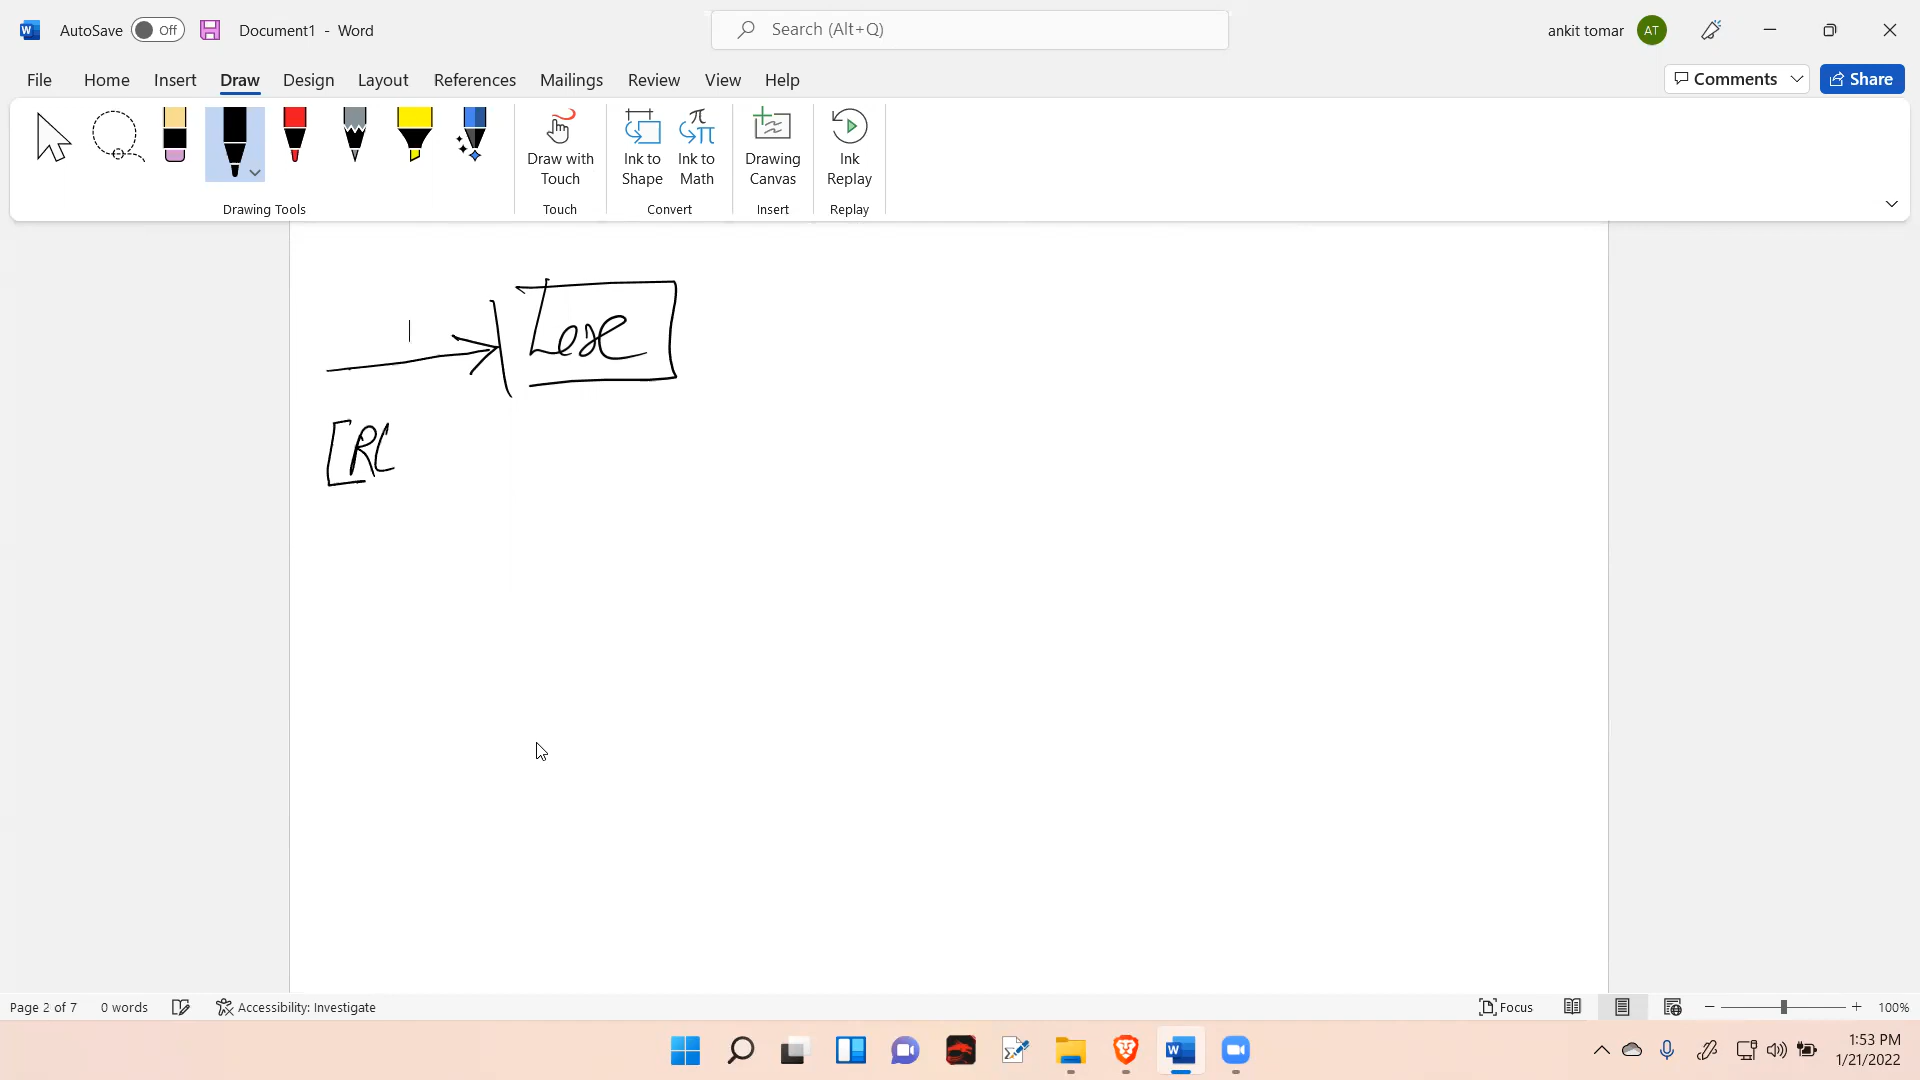 AutoSave Off Document1 - Word Search (Alt+Q) ankit tomar AT
File Home Insert Draw Design Layout References Mailings Review View Help Comments Share
Draw with Touch
Ink to Shape
Ink to Math
Drawing Canvas
Ink Replay
Drawing Tools Touch Convert Insert Replay
[RC
Page 2 of 7 0 words Accessibility: Investigate Focus 100%
1:53 PM
1/21/2022